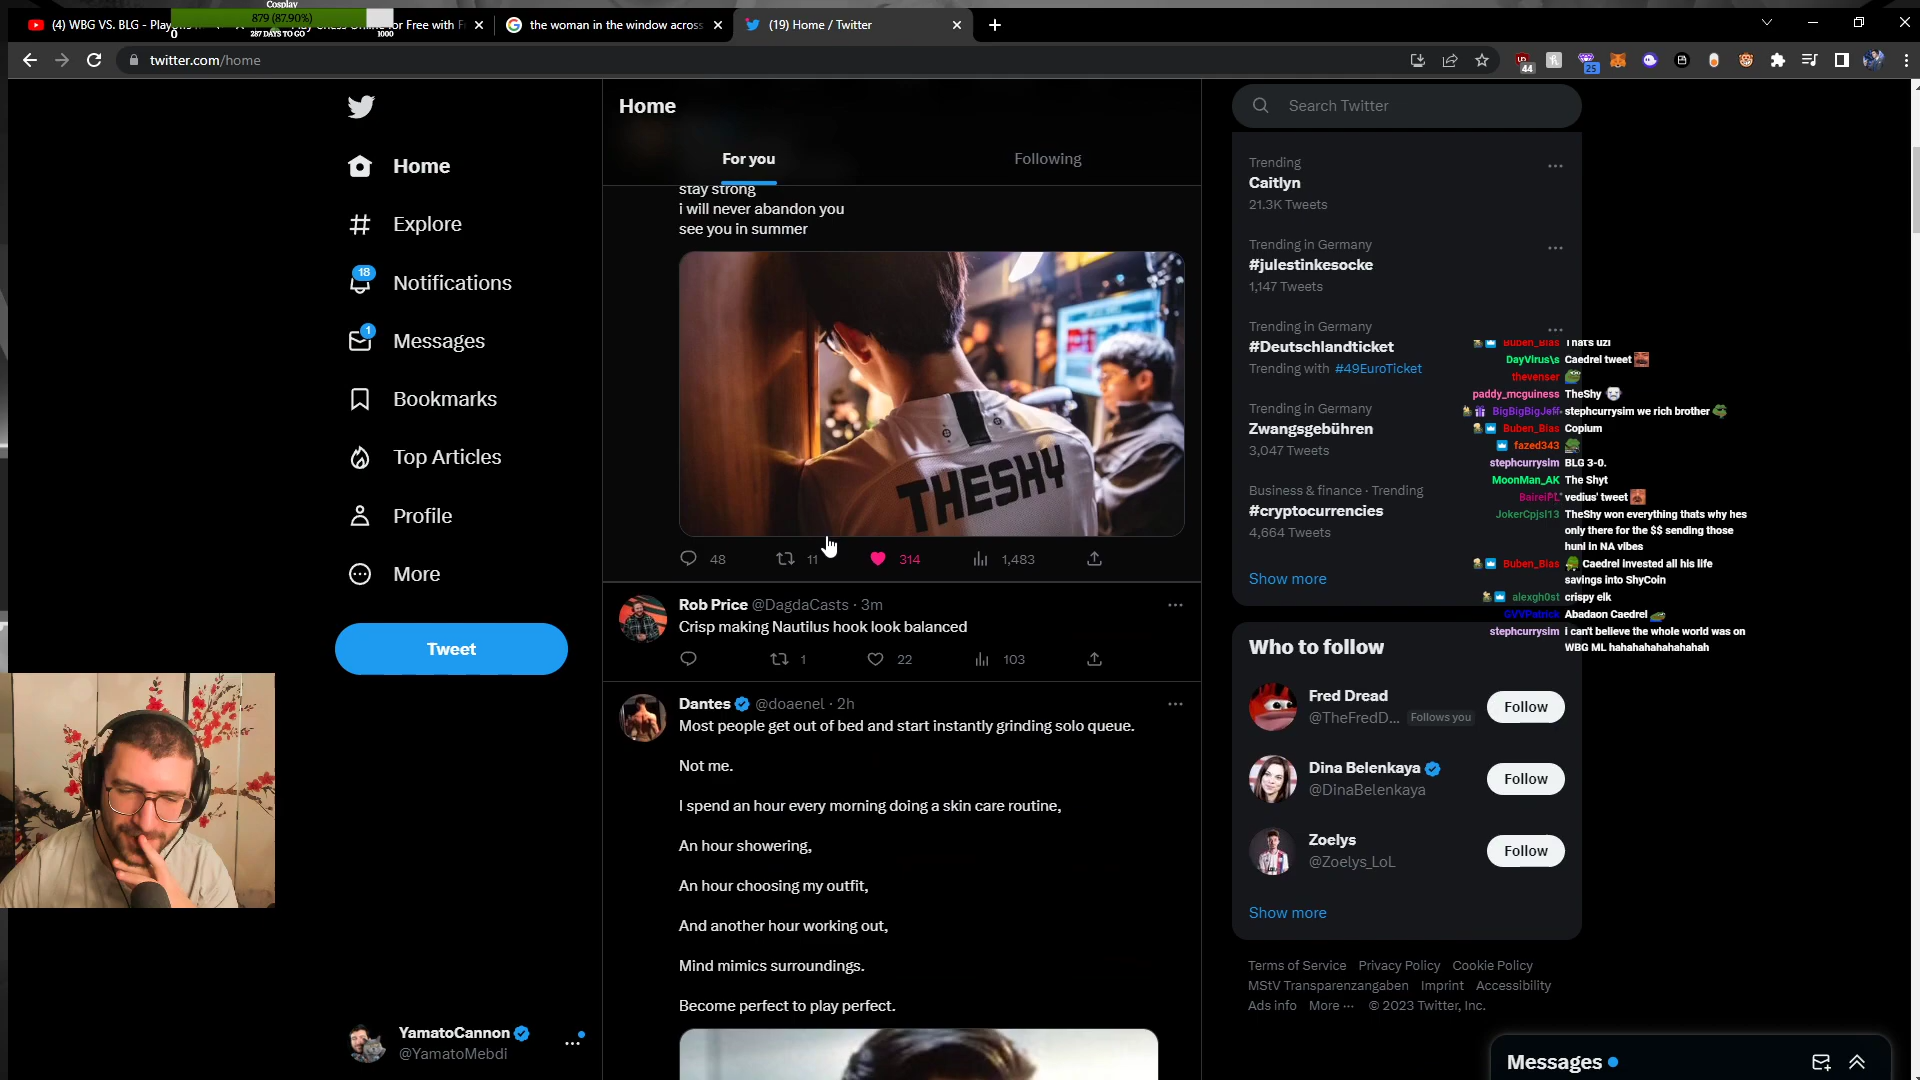 Cosplay
879 (87.90%)
0
287 DAYS TO GO
1000
(4) WBG VS. BLG - Playoffs
for Free with Fr
the woman in the window across
(19) Home / Twitter
twitter.com/home
44
25
Home
Explore
18
Notifications
1
Messages
Bookmarks
Top Articles
Profile
More
Tweet
YamatoCannon
@YamatoMebdi
Home
For you
Following
stay strong
i will never abandon you
see you in summer
THESHY
48
11
314
1,483
Rob Price @DagdaCasts · 3m
Crisp making Nautilus hook look balanced
1
22
103
Dantes @doaenel · 2h
Most people get out of bed and start instantly grinding solo queue.
Not me.
I spend an hour every morning doing a skin care routine,
An hour showering,
An hour choosing my outfit,
And another hour working out,
Mind mimics surroundings.
Become perfect to play perfect.
Search Twitter
Trending
Caitlyn
21.3K Tweets
Trending in Germany
#julestinkesocke
1,147 Tweets
Trending in Germany
#Deutschlandticket
Trending with #49EuroTicket
Trending in Germany
Zwangsgebühren
3,047 Tweets
Business & finance · Trending
#cryptocurrencies
4,664 Tweets
Show more
Buben_Bias Thats uzi
DayVirus\s Caedrel tweet
thevenser
paddy_mcguiness TheShy
BigBigBigJeff- stephcurrysim we rich brother
Buben_Bias Copium
fazed343
stephcurrysim BLG 3-0.
MoonMan_AK The Shyt
BaireiPL vedius' tweet
JokerCpjsl13 TheShy won everything thats why hes
only there for the $$ sending those
huni in NA vibes
Buben_Bias Caedrel invested all his life
savings into ShyCoin
alexgh0st crispy elk
GVVPatrick Abadaon Caedrel
stephcurrysim i can't believe the whole world was on
WBG ML hahahahahahahahah
Who to follow
Fred Dread
@TheFredD... Follows you
Follow
Dina Belenkaya
@DinaBelenkaya
Follow
Zoelys
@Zoelys_LoL
Follow
Show more
Terms of Service Privacy Policy Cookie Policy
MStV Transparenzangaben Imprint Accessibility
Ads info More ··· © 2023 Twitter, Inc.
Messages